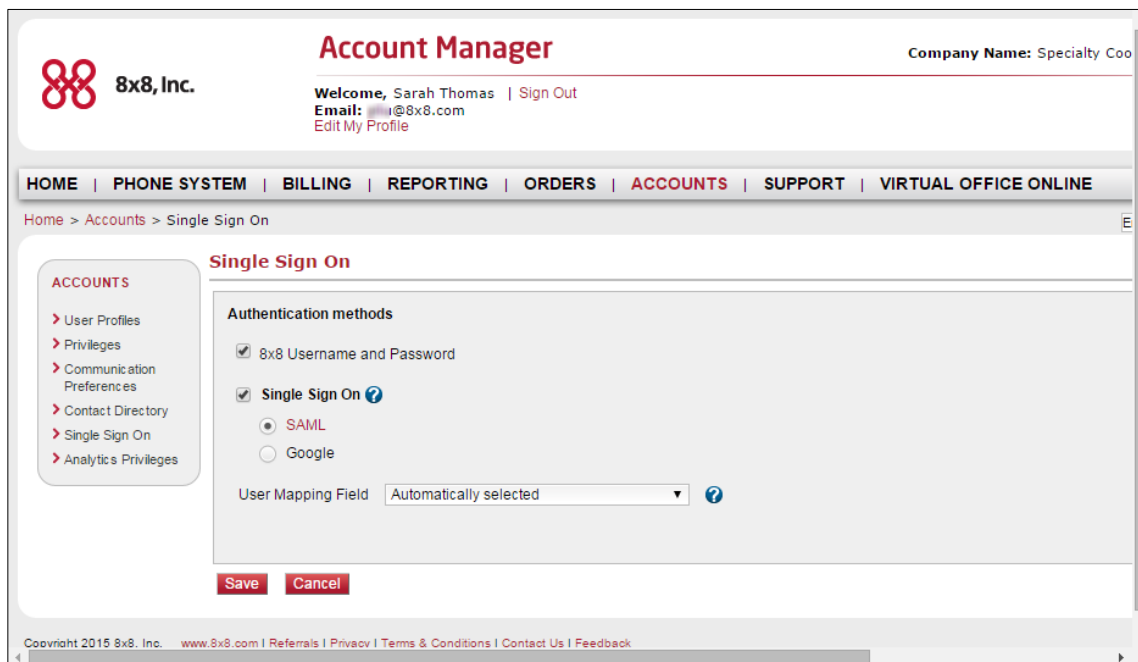 8x8, Inc.
Account Manager
Company Name: Specialty Coo
Welcome, Sarah Thomas | Sign Out
Email: @8x8.com
Edit My Profile
HOME | PHONE SYSTEM | BILLING | REPORTING | ORDERS | ACCOUNTS | SUPPORT | VIRTUAL OFFICE ONLINE
Home > Accounts > Single Sign On
E
ACCOUNTS
User Profiles
Privileges
Communication
Preferences
Contact Directory
Single Sign On
Analytics Privileges
Single Sign On
Authentication methods
8x8 Username and Password
Single Sign On ?
SAML
Google
User Mapping Field Automatically selected ?
Save Cancel
Copyright 2015 8x8, Inc. www.8x8.com | Referrals | Privacy | Terms & Conditions | Contact Us | Feedback